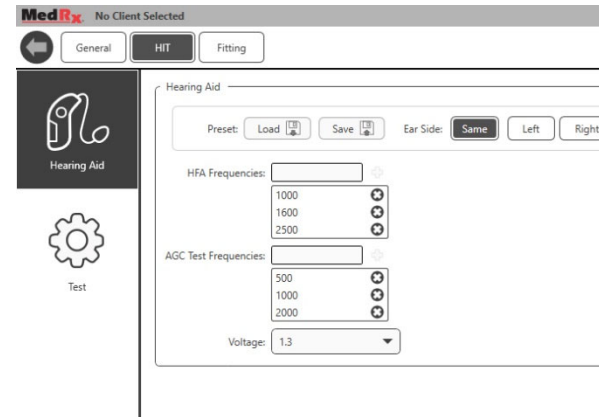 MedRx No Client Selected
General HIT Fitting
Hearing Aid
Test
Hearing Aid
Preset: Load Save Ear Side: Same Left Right
HFA Frequencies:
1000
1600
2500
AGC Test Frequencies:
500
1000
2000
Voltage: 1.3